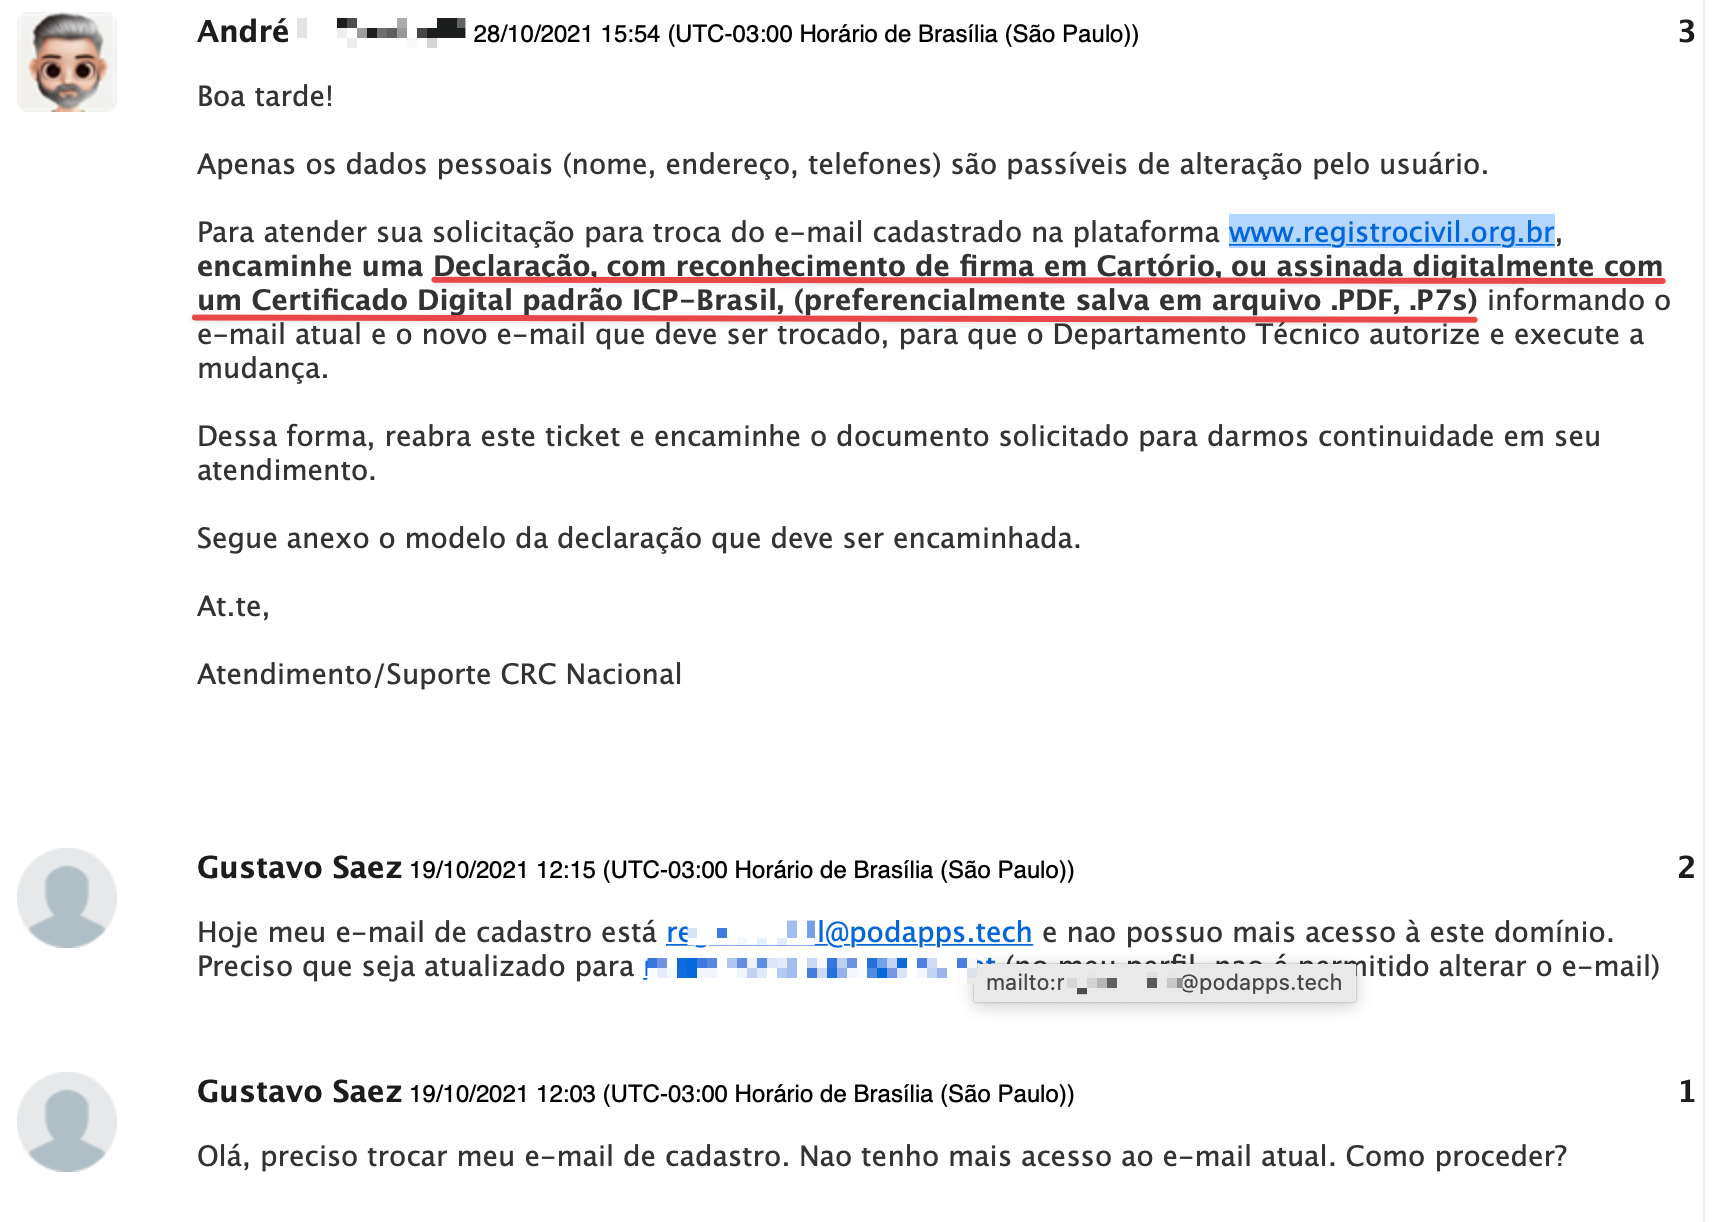 André 28/10/2021 15:54 (UTC-03:00 Horário de Brasília (São Paulo)) 3
Boa tarde!
Apenas os dados pessoais (nome, endereço, telefones) são passíveis de alteração pelo usuário.
Para atender sua solicitação para troca do e-mail cadastrado na plataforma www.registrocivil.org.br,
encaminhe uma Declaração, com reconhecimento de firma em Cartório, ou assinada digitalmente com
um Certificado Digital padrão ICP-Brasil, (preferencialmente salva em arquivo .PDF, .P7s) informando o
e-mail atual e o novo e-mail que deve ser trocado, para que o Departamento Técnico autorize e execute a
mudança.
Dessa forma, reabra este ticket e encaminhe o documento solicitado para darmos continuidade em seu
atendimento.
Segue anexo o modelo da declaração que deve ser encaminhada.
At.te,
Atendimento/Suporte CRC Nacional
Gustavo Saez 19/10/2021 12:15 (UTC-03:00 Horário de Brasília (São Paulo)) 2
Hoje meu e-mail de cadastro está l@podapps.tech e nao possuo mais acesso à este domínio.
Preciso que seja atualizado para (no meu perfil, nao é permitido alterar o e-mail)
mailto:r @podapps.tech
Gustavo Saez 19/10/2021 12:03 (UTC-03:00 Horário de Brasília (São Paulo)) 1
Olá, preciso trocar meu e-mail de cadastro. Nao tenho mais acesso ao e-mail atual. Como proceder?